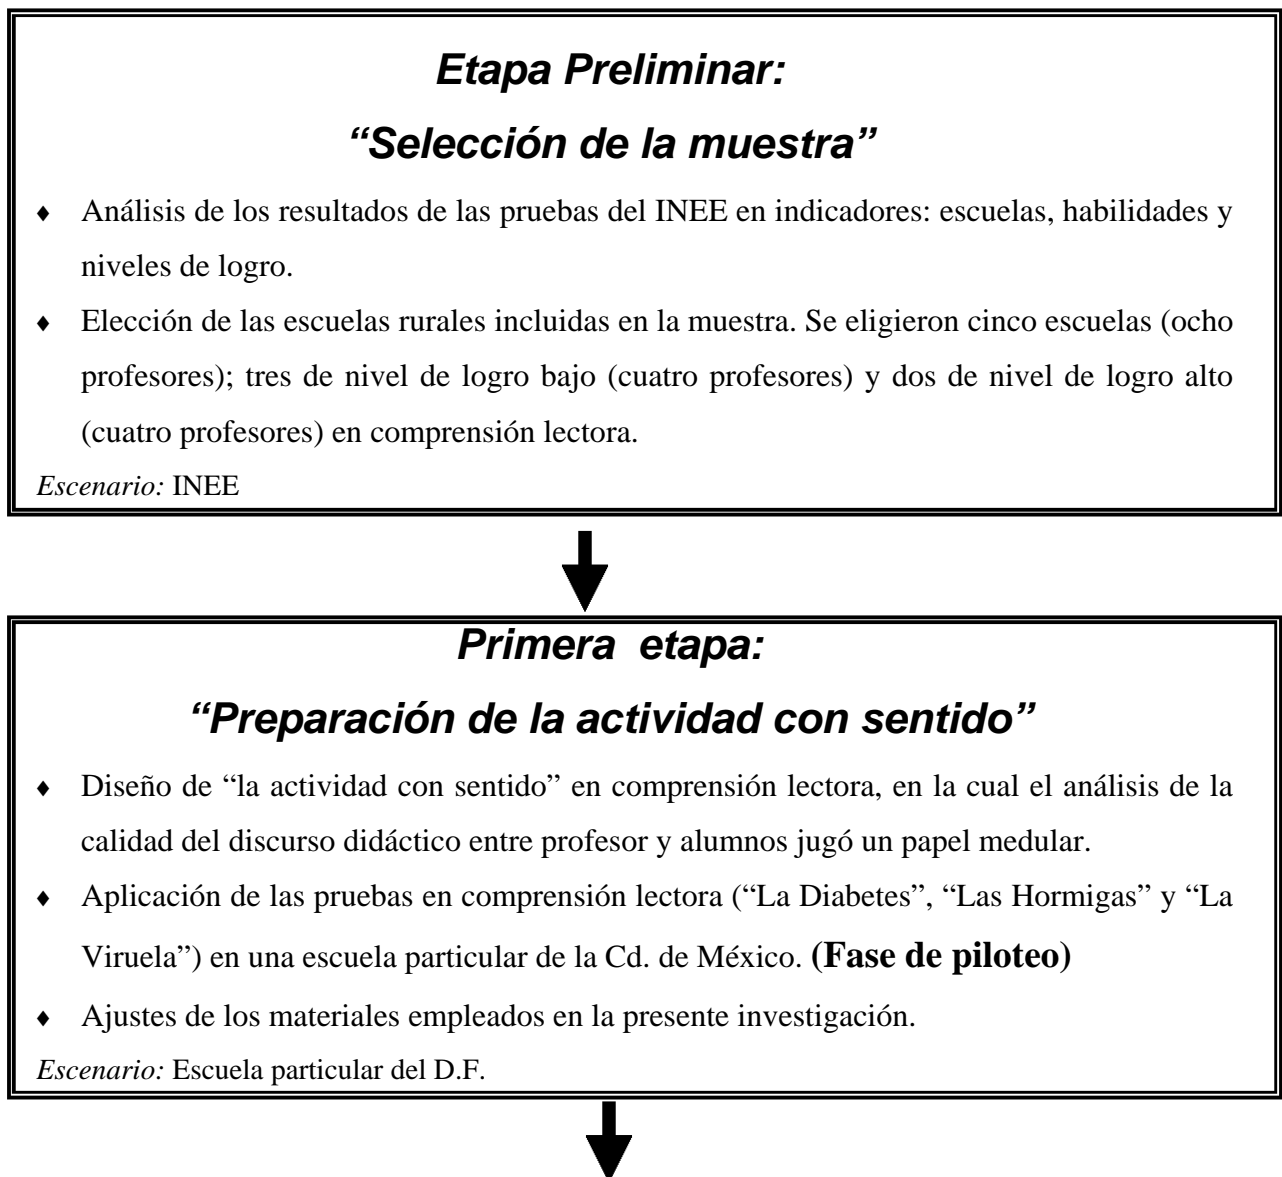 Etapa Preliminar:
“Selección de la muestra”
♦ Análisis de los resultados de las pruebas del INEE en indicadores: escuelas, habilidades y
niveles de logro.
♦ Elección de las escuelas rurales incluidas en la muestra. Se eligieron cinco escuelas (ocho
profesores); tres de nivel de logro bajo (cuatro profesores) y dos de nivel de logro alto
(cuatro profesores) en comprensión lectora.
Escenario: INEE
Primera etapa:
“Preparación de la actividad con sentido”
♦ Diseño de “la actividad con sentido” en comprensión lectora, en la cual el análisis de la
calidad del discurso didáctico entre profesor y alumnos jugó un papel medular.
♦ Aplicación de las pruebas en comprensión lectora (“La Diabetes”, “Las Hormigas” y “La
Viruela”) en una escuela particular de la Cd. de México. (Fase de piloteo)
♦ Ajustes de los materiales empleados en la presente investigación.
Escenario: Escuela particular del D.F.